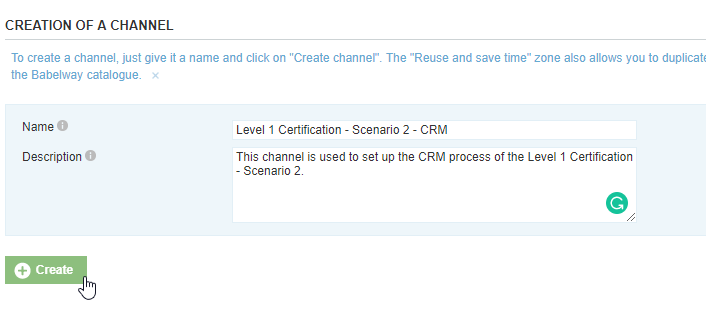 CREATION OF A CHANNEL
To create a channel, just give it a name and click on "Create channel". The "Reuse and save time" zone also allows you to duplicate
the Babelway catalogue. ×
Name
Level 1 Certification - Scenario 2 - CRM
Description
This channel is used to set up the CRM process of the Level 1 Certification
- Scenario 2.
Create